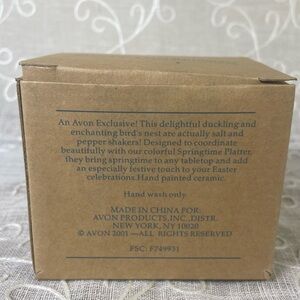 An Avon Exclusive! This delightful duckling and
enchanting bird's nest are actually salt and
pepper shakers! Designed to coordinate
beautifully with our colorful Springtime Platter,
they bring springtime to any tabletop and add
an especially festive touch to your Easter
celebrations.Hand painted ceramic.
Hand wash only
MADE IN CHINA FOR:
AVON PRODUCTS,INC.,DISTR.
NEW YORK, NY 10020
© AVON 2001 —ALL RIGHTS RESERVED
FSC: F749931